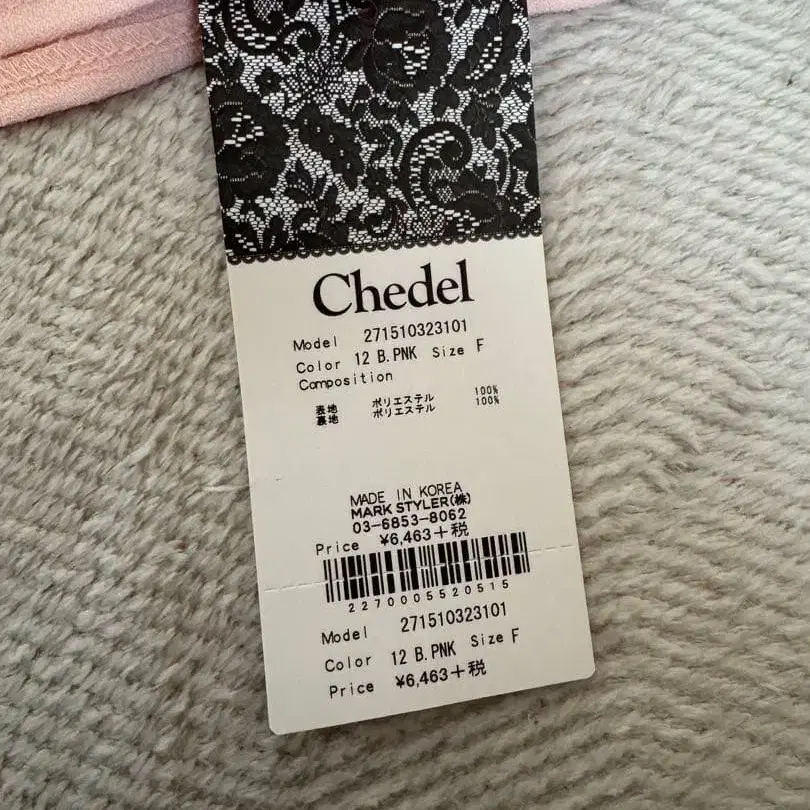 Chedel
Model 271510323101
Color 12 B.PNK Size F
Composition
表地 ポリエステル 100%
裏地 ポリエステル 100%
MADE IN KOREA
MARK STYLER(株)
03-6853-8062
Price ¥6,463+税
2270005520515
Model 271510323101
Color 12 B.PNK Size F
Price ¥6,463+税